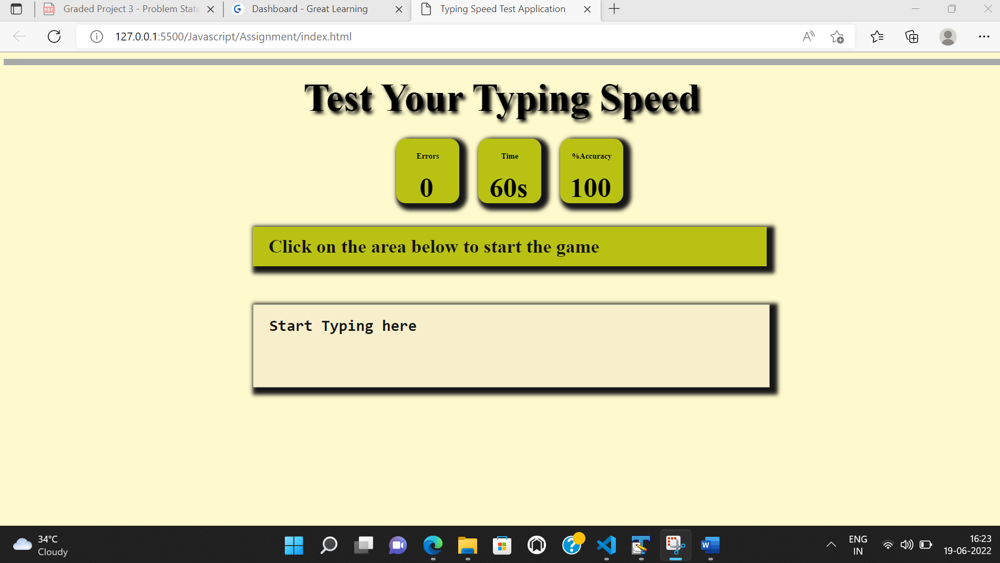 Graded Project 3 - Problem State
Dashboard - Great Learning
Typing Speed Test Application
127.0.0.1:5500/Javascript/Assignment/index.html
Test Your Typing Speed
Errors
0
Time
60s
%Accuracy
100
Click on the area below to start the game
Start Typing here
34°C
Cloudy
ENG
IN
16:23
19-06-2022